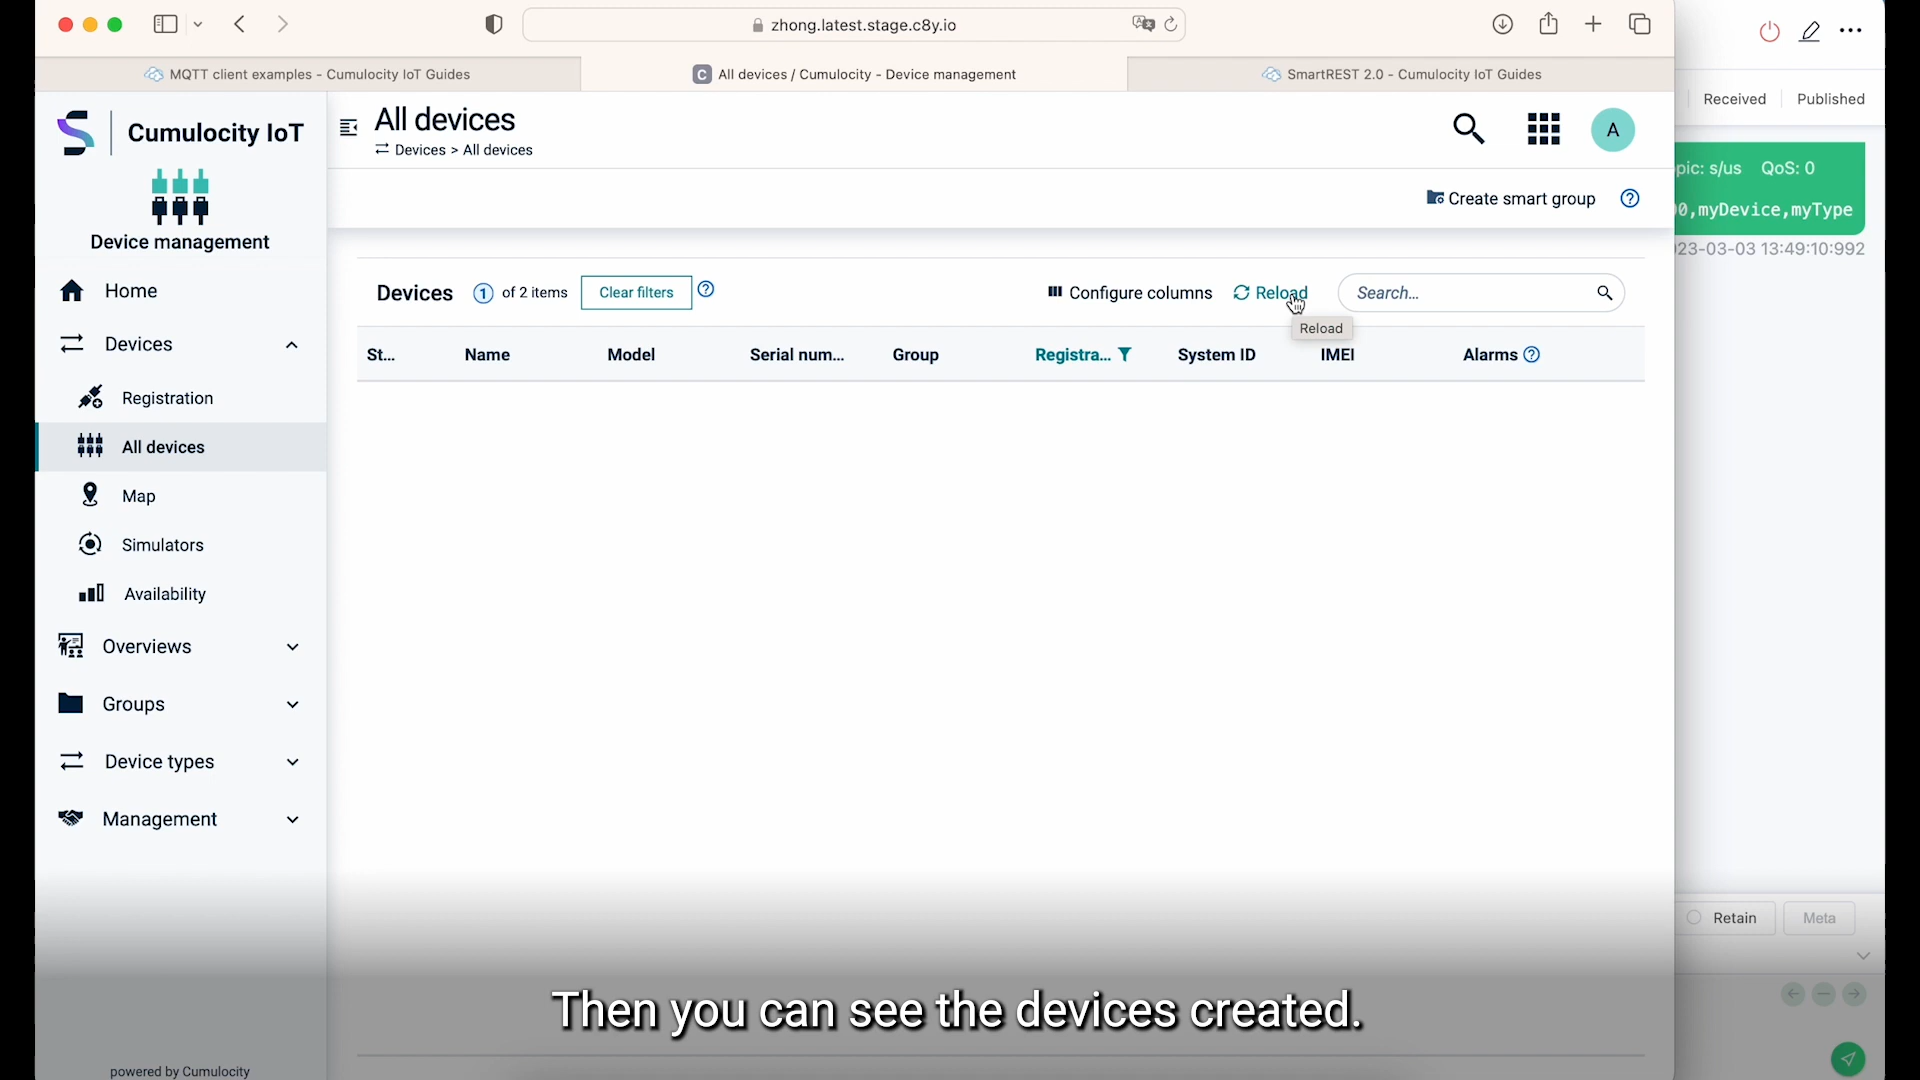 zhong.latest.stage.c8y.io
MQTT client examples - Cumulocity IoT Guides
C All devices / Cumulocity - Device management
SmartREST 2.0 - Cumulocity IoT Guides
Received
Published
Cumulocity IoT
All devices
Devices > All devices
A
pic: s/us QoS: 0
0,myDevice,myType
23-03-03 13:49:10:992
Create smart group
Device management
Home
Devices
Registration
All devices
Map
Simulators
Availability
Overviews
Groups
Device types
Management
powered by Cumulocity
Devices 1 of 2 items Clear filters
Configure columns Reload Search...
Reload
St... Name Model Serial num... Group Registra... System ID IMEI Alarms
Retain Meta
Then you can see the devices created.